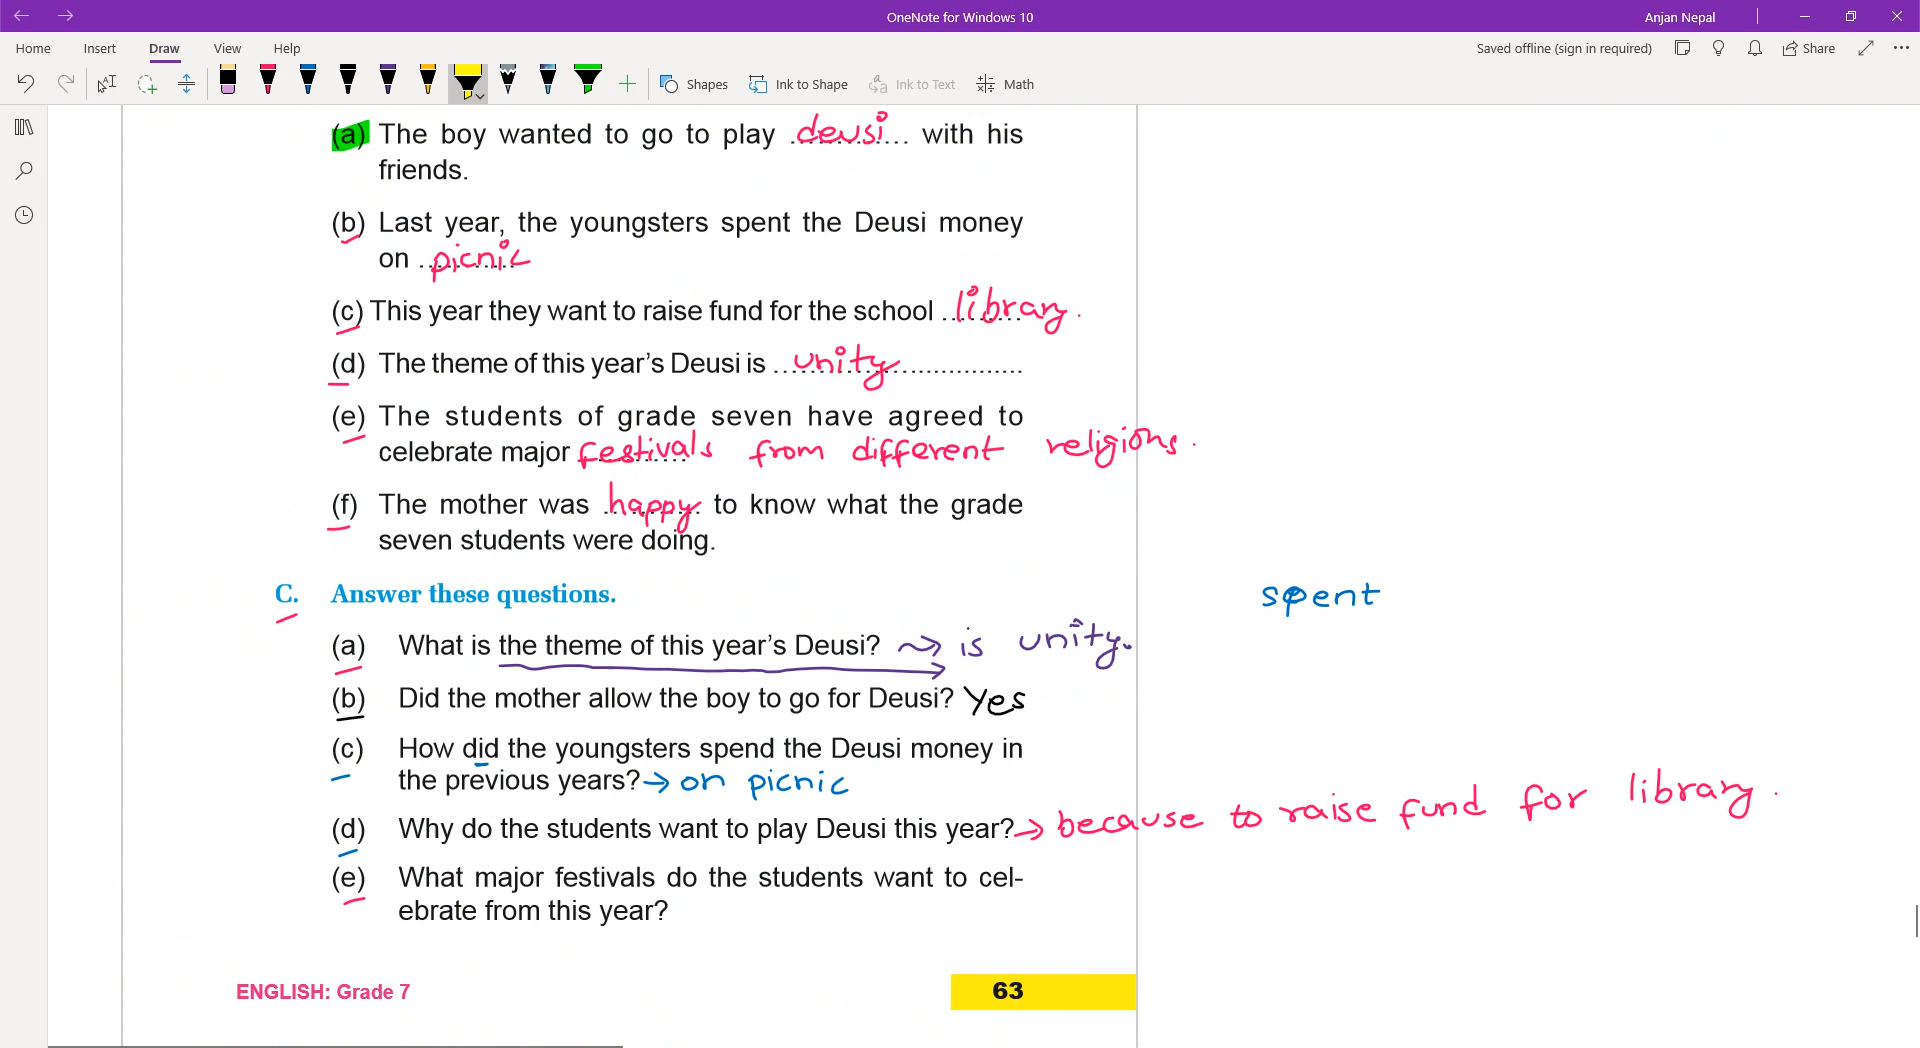 OneNote for Windows 10
Anjan Nepal
Home Insert Draw View Help
Saved offline (sign in required) Share
Shapes Ink to Shape Ink to Text Math
(a) The boy wanted to go to play deusi with his
friends.
(b) Last year, the youngsters spent the Deusi money
on picnic
(c) This year they want to raise fund for the school library.
(d) The theme of this year's Deusi is unity
(e) The students of grade seven have agreed to
celebrate major festivals from different religions.
(f) The mother was happy to know what the grade
seven students were doing.
C. Answer these questions.
spent
(a) What is the theme of this year's Deusi? is unity.
(b) Did the mother allow the boy to go for Deusi? Yes
(c) How did the youngsters spend the Deusi money in
the previous years? → on picnic
(d) Why do the students want to play Deusi this year? → because to raise fund for library.
(e) What major festivals do the students want to cel-
ebrate from this year?
ENGLISH: Grade 7
63